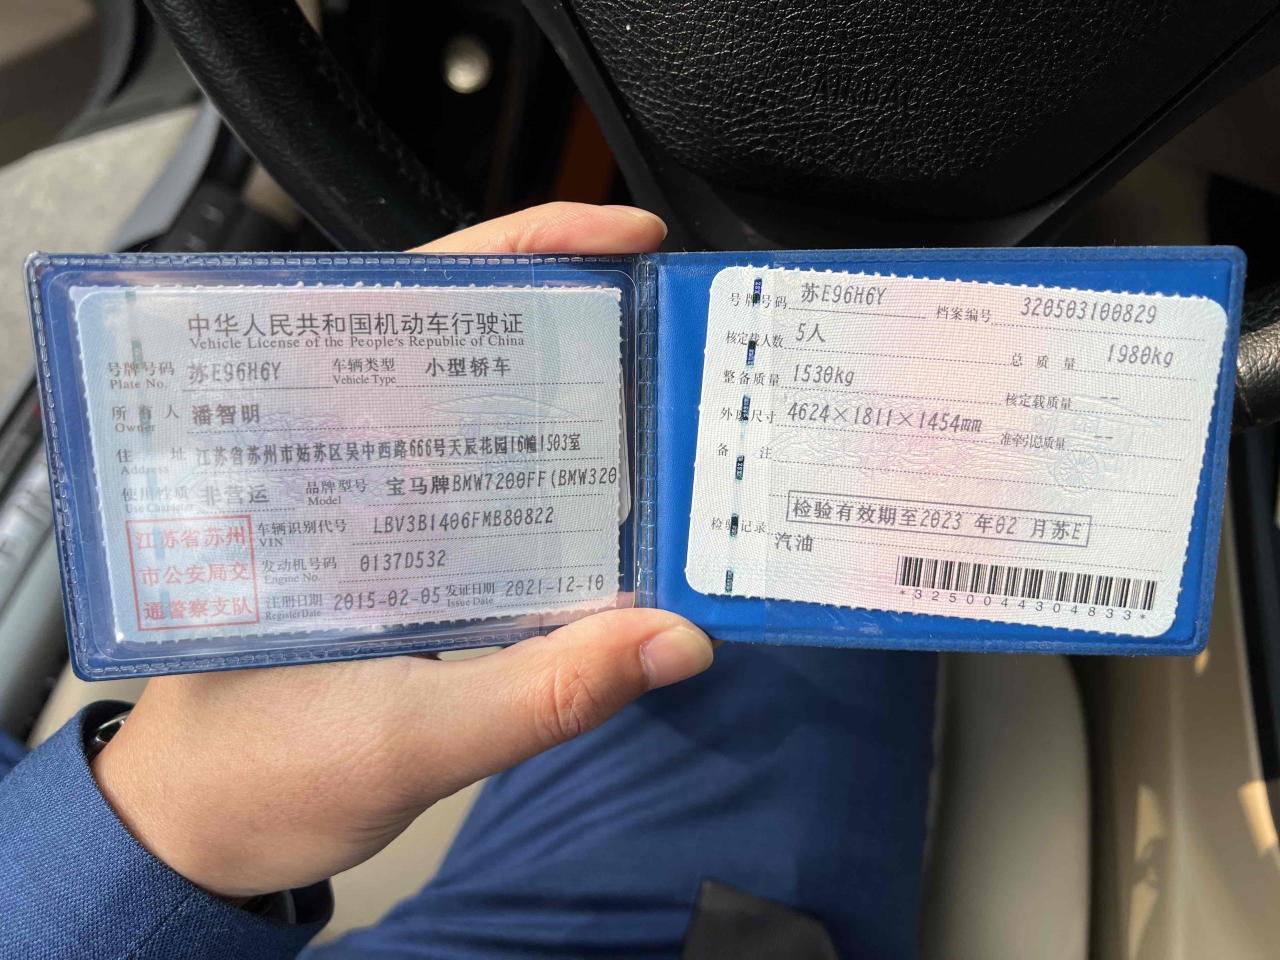 AIRBAG
中华人民共和国机动车行驶证
Vehicle License of the People's Republic of China
号牌号码 苏E96H6Y 车辆类型 小型轿车
Plate No. Vehicle Type
所有人 潘智明
Owner
住址 江苏省苏州市姑苏区吴中西路666号天辰花园16幢1503室
Address
使用性质 非营运 品牌型号 宝马牌BMW7200FF(BMW320
Use Character Model
江苏省苏州
市公安局交
通警察支队
车辆识别代号 LBV3B1406FMB80822
VIN
发动机号码 0137D532
Engine No.
注册日期 2015-02-05 发证日期 2021-12-10
Register Date Issue Date
号牌号码 苏E96H6Y 档案编号 320503100829
核定载人数 5人 总质量 1980kg
整备质量 1530kg 核定载质量 --
外廓尺寸 4624×1811×1454mm 准牵引总质量 --
备注
检验有效期至2023年02月苏E
检验记录
汽油
*3250044304833*